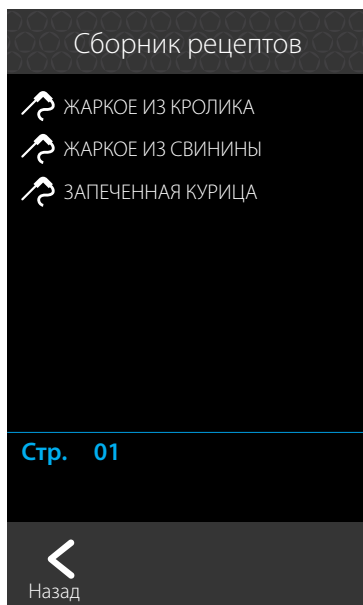 Сборник рецептов
ЖАРКОЕ ИЗ КРОЛИКА
ЖАРКОЕ ИЗ СВИНИНЫ
ЗАПЕЧЕННАЯ КУРИЦА
Стр. 01
Назад